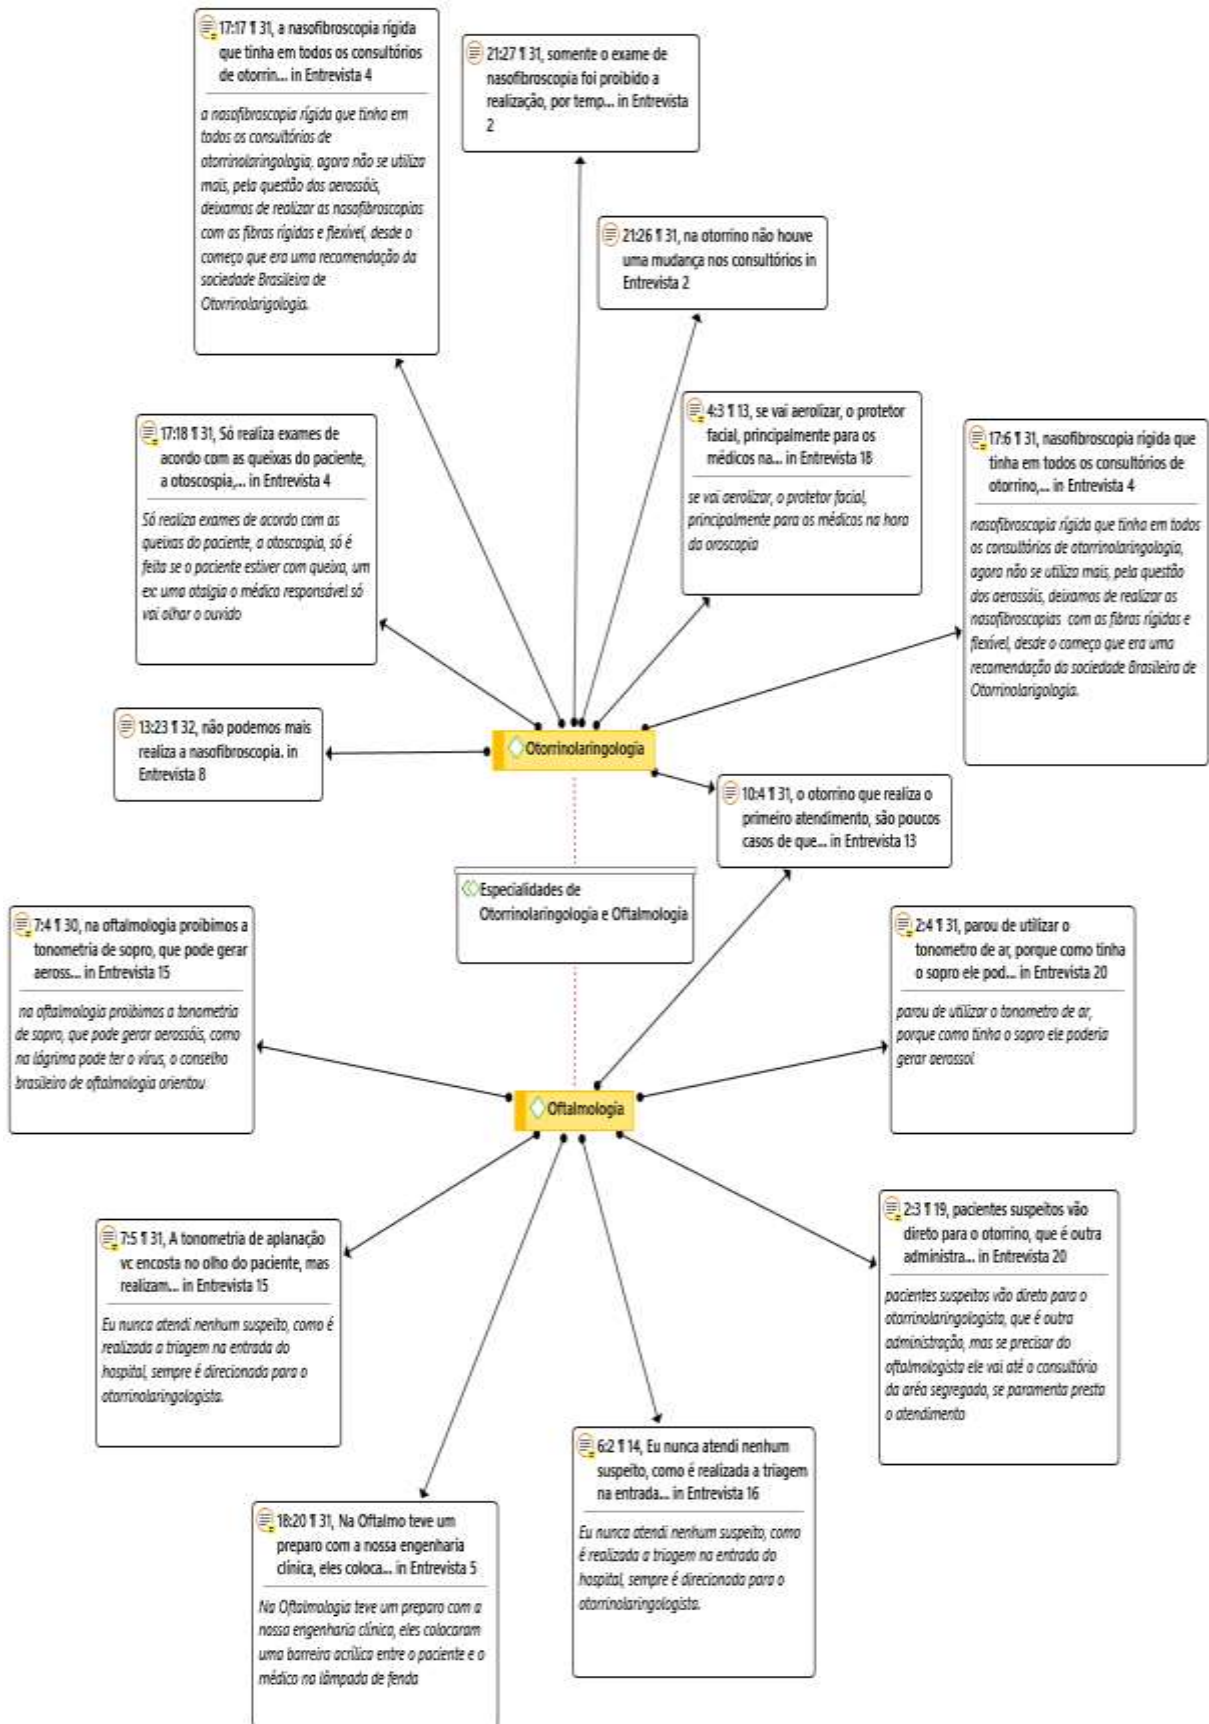 17:17 ¶ 31, a nasofibroscopia rígida
que tinha em todos os consultórios
de otorrin... in Entrevista 4
a nasofibroscopia rígida que tinha em
todos os consultórios de
otorrinolaringologia, agora não se utiliza
mais, pela questão dos aerossóis,
deixamos de realizar as nasofibroscopias
com as fibras rígidas e flexível, desde o
começo que era uma recomendação da
sociedade Brasileira de
Otorrinolarigologia.
21:27 ¶ 31, somente o exame de
nasofibroscopia foi proibido a
realização, por temp... in Entrevista
2
21:26 ¶ 31, na otorrino não houve
uma mudança nos consultórios in
Entrevista 2
17:18 ¶ 31, Só realiza exames de
acordo com as queixas do paciente,
a otoscospia,... in Entrevista 4
Só realiza exames de acordo com as
queixas do paciente, a otoscospia, só é
feita se o paciente estiver com queixa, um
ex: uma otalgia o médico responsável só
vai olhar o ouvido
4:3 ¶ 13, se vai aerolizar, o protetor
facial, principalmente para os
médicos na... in Entrevista 18
se vai aerolizar, o protetor facial,
principalmente para os médicos na hora
da oroscopia
17:6 ¶ 31, nasofibroscopia rígida que
tinha em todos os consultórios de
otorrino,... in Entrevista 4
nasofibroscopia rígida que tinha em todos
os consultórios de otorrinolaringologia,
agora não se utiliza mais, pela questão
dos aerossóis, deixamos de realizar as
nasofibroscopias com as fibras rígidas e
flexível, desde o começo que era uma
recomendação da sociedade Brasileira de
Otorrinolarigologia.
13:23 ¶ 32, não podemos mais
realiza a nasofibroscopia. in
Entrevista 8
Otorrinolaringologia
10:4 ¶ 31, o otorrino que realiza o
primeiro atendimento, são poucos
casos de que... in Entrevista 13
Especialidades de
Otorrinolaringologia e Oftalmologia
7:4 ¶ 30, na oftalmologia proibimos a
tonometria de sopro, que pode gerar
aeross... in Entrevista 15
na oftalmologia proibimos a tonometria
de sopro, que pode gerar aerossóis, como
na lágrima pode ter o vírus, o conselho
brasileiro de oftalmologia orientou
2:4 ¶ 31, parou de utilizar o
tonometro de ar, porque como tinha
o sopro ele pod... in Entrevista 20
parou de utilizar o tonometro de ar,
porque como tinha o sopro ele poderia
gerar aerossol
Oftalmologia
7:5 ¶ 31, A tonometria de aplanação
vc encosta no olho do paciente, mas
realizam... in Entrevista 15
Eu nunca atendi nenhum suspeito, como é
realizada a triagem na entrada do
hospital, sempre é direcionada para o
otorrinolaringologista.
2:3 ¶ 19, pacientes suspeitos vão
direto para o otorrino, que é outra
administra... in Entrevista 20
pacientes suspeitos vão direto para o
otorrinolaringologista, que é outra
administração, mas se precisar do
oftalmologista ele vai até o consultório
da aréa segregado, se paramenta presta
o atendimento
6:2 ¶ 14, Eu nunca atendi nenhum
suspeito, como é realizada a triagem
na entrada... in Entrevista 16
Eu nunca atendi nenhum suspeito, como
é realizada a triagem na entrada do
hospital, sempre é direcionada para o
otorrinolaringologista.
18:20 ¶ 31, Na Oftalmo teve um
preparo com a nossa engenharia
clínica, eles coloca... in Entrevista 5
Na Oftalmologia teve um preparo com a
nossa engenharia clínica, eles colocaram
uma barreira acrílica entre o paciente e o
médico na lâmpada de fenda